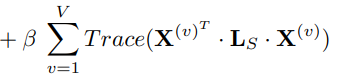 + β ∑_{v=1}^{V} Trace(X^{(v)^T} · L_S · X^{(v)})